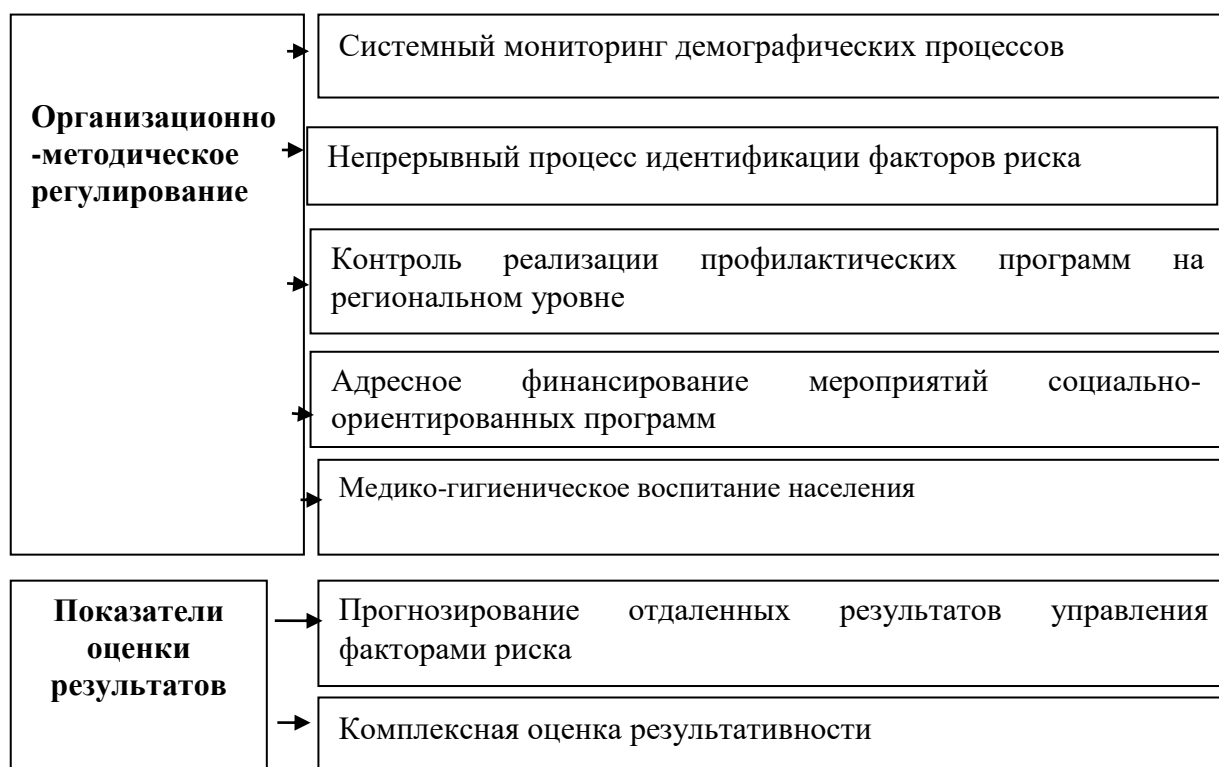 Организационно
-методическое
регулирование
Системный мониторинг демографических процессов
Непрерывный процесс идентификации факторов риска
Контроль реализации профилактических программ на
региональном уровне
Адресное финансирование мероприятий социально-
ориентированных программ
Медико-гигиеническое воспитание населения
Показатели
оценки
результатов
Прогнозирование отдаленных результатов управления
факторами риска
Комплексная оценка результативности